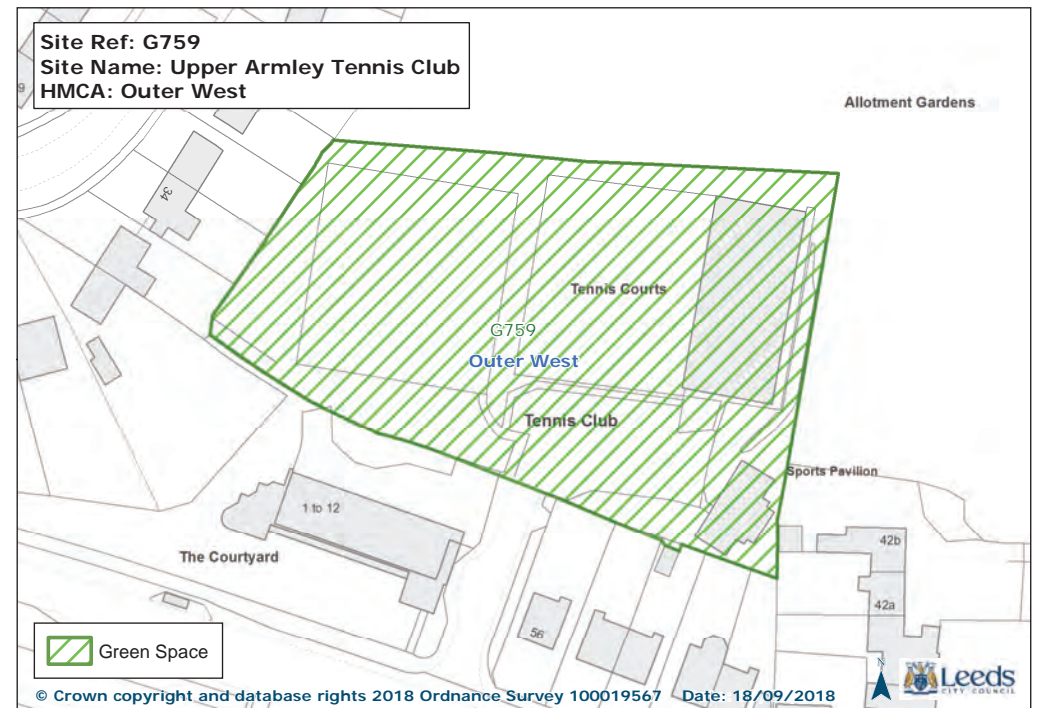 Site Ref: G759
Site Name: Upper Armley Tennis Club
HMCA: Outer West
Allotment Gardens
9
34
Tennis Courts
G759
Outer West
Tennis Club
Sports Pavilion
1 to 12
The Courtyard
42b
42a
56
Green Space
N
Leeds
CITY COUNCIL
© Crown copyright and database rights 2018 Ordnance Survey 100019567 Date: 18/09/2018